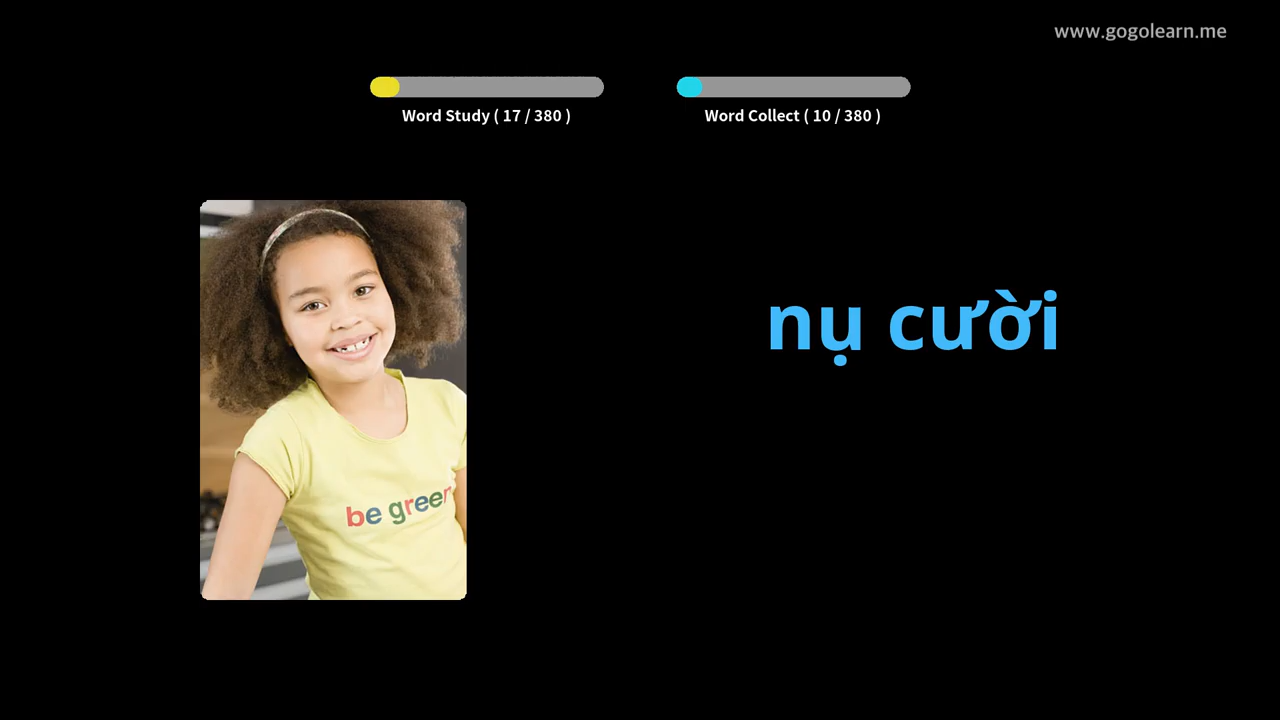 www.gogolearn.me
Word Study ( 17 / 380 )
Word Collect ( 10 / 380 )
nụ cười
be green